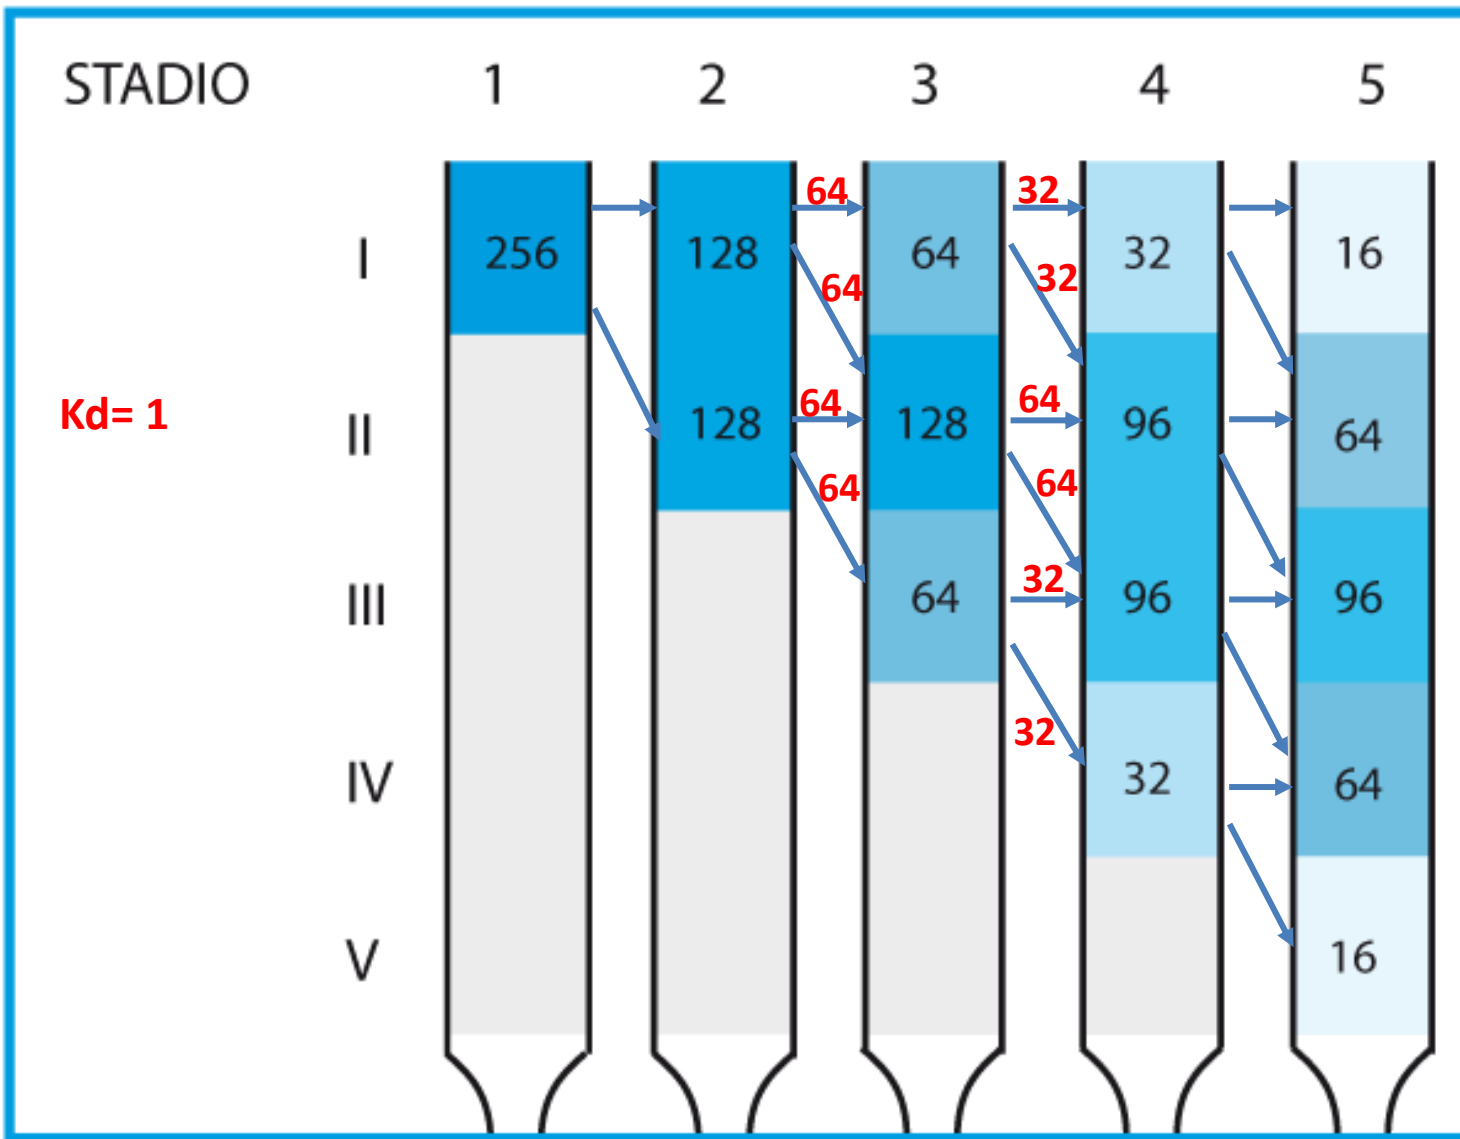 STADIO 1 2 3 4 5
64 32
I 256 128 64 32 16
64 32
Kd= 1
64 64
II 128 128 96 64
64 64
32
III 64 96 96
32
IV 32 64
V 16